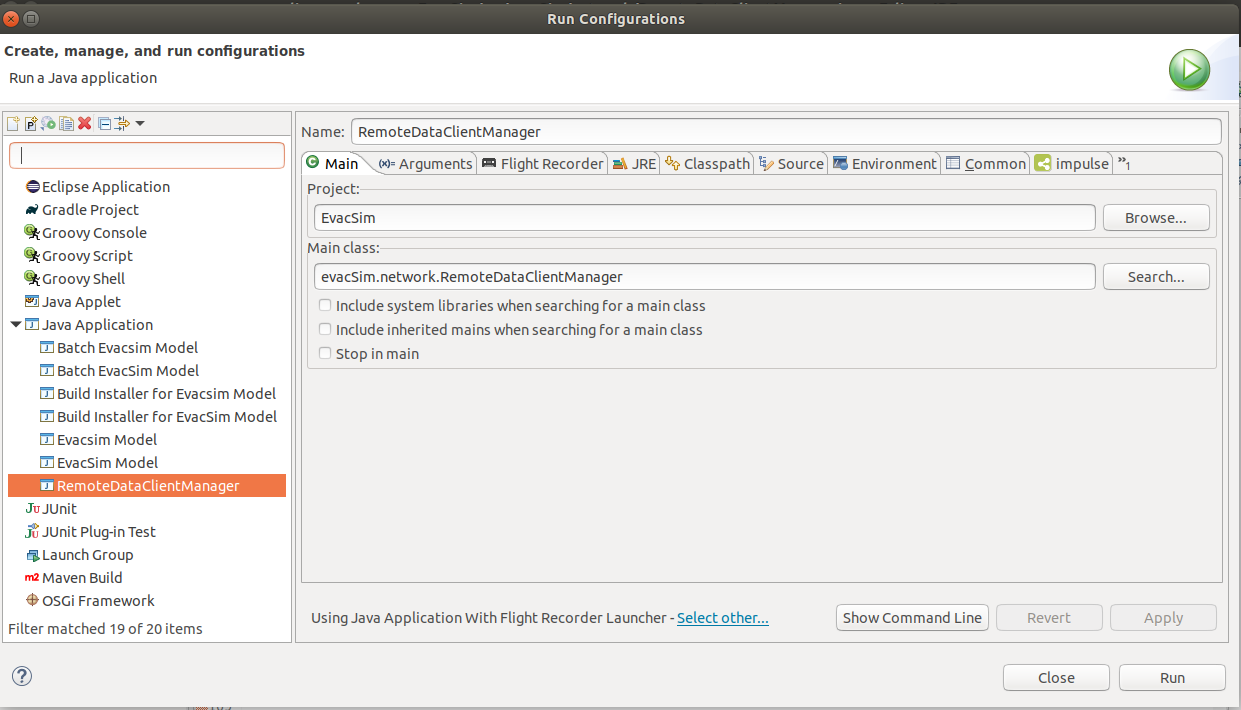 Run Configurations
Create, manage, and run configurations
Run a Java application
Name: RemoteDataClientManager
Main (x)= Arguments Flight Recorder JRE Classpath Source Environment Common impulse »1
Eclipse Application
Gradle Project
Groovy Console
Groovy Script
Groovy Shell
Java Applet
Java Application
Batch Evacsim Model
Batch EvacSim Model
Build Installer for Evacsim Model
Build Installer for EvacSim Model
Evacsim Model
EvacSim Model
RemoteDataClientManager
JUnit
JUnit Plug-in Test
Launch Group
m2 Maven Build
OSGi Framework
Filter matched 19 of 20 items
Project:
EvacSim Browse...
Main class:
evacSim.network.RemoteDataClientManager Search...
Include system libraries when searching for a main class
Include inherited mains when searching for a main class
Stop in main
Using Java Application With Flight Recorder Launcher - Select other... Show Command Line Revert Apply
? Close Run